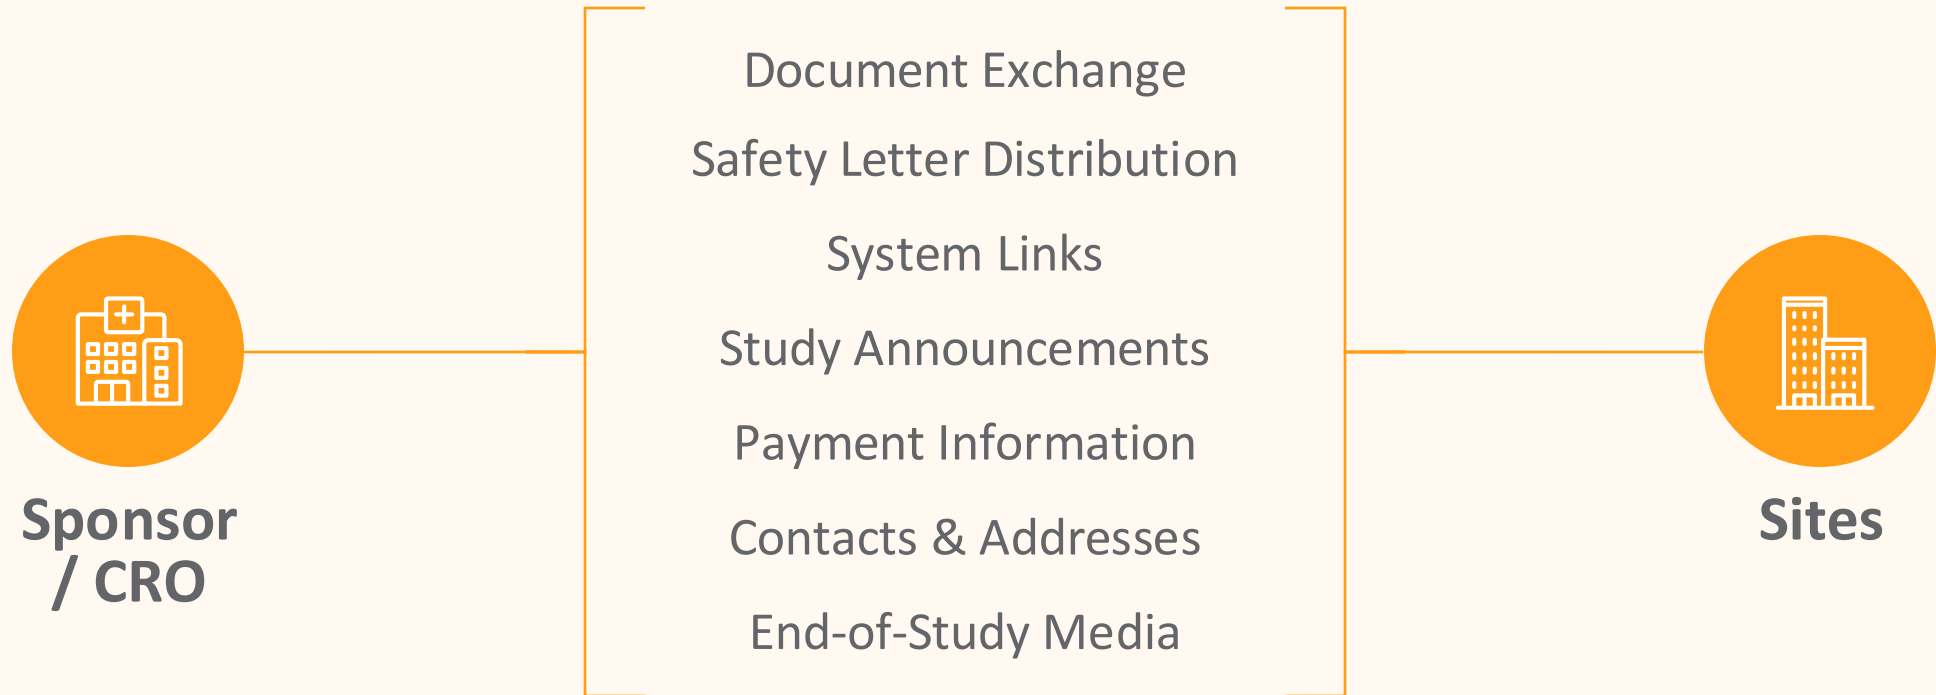 Document Exchange
Safety Letter Distribution
System Links
Study Announcements
Payment Information
Contacts & Addresses
End-of-Study Media
Sponsor
/ CRO
Sites